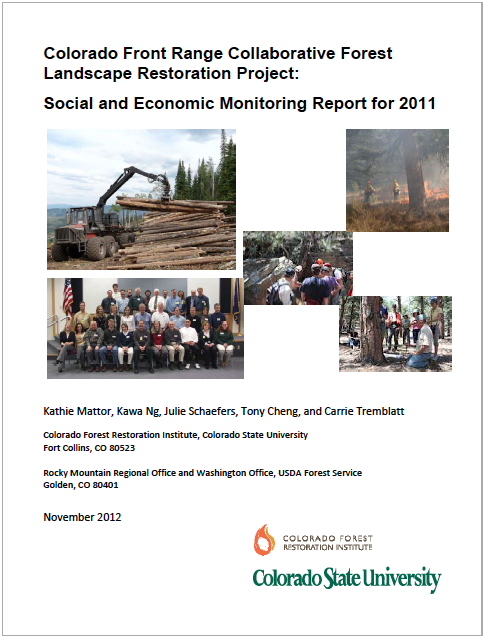 Colorado Front Range Collaborative Forest
Landscape Restoration Project:
Social and Economic Monitoring Report for 2011
Kathie Mattor, Kawa Ng, Julie Schaefers, Tony Cheng, and Carrie Tremblatt
Colorado Forest Restoration Institute, Colorado State University
Fort Collins, CO 80523
Rocky Mountain Regional Office and Washington Office, USDA Forest Service
Golden, CO 80401
November 2012
COLORADO FOREST
RESTORATION INSTITUTE
Colorado State University